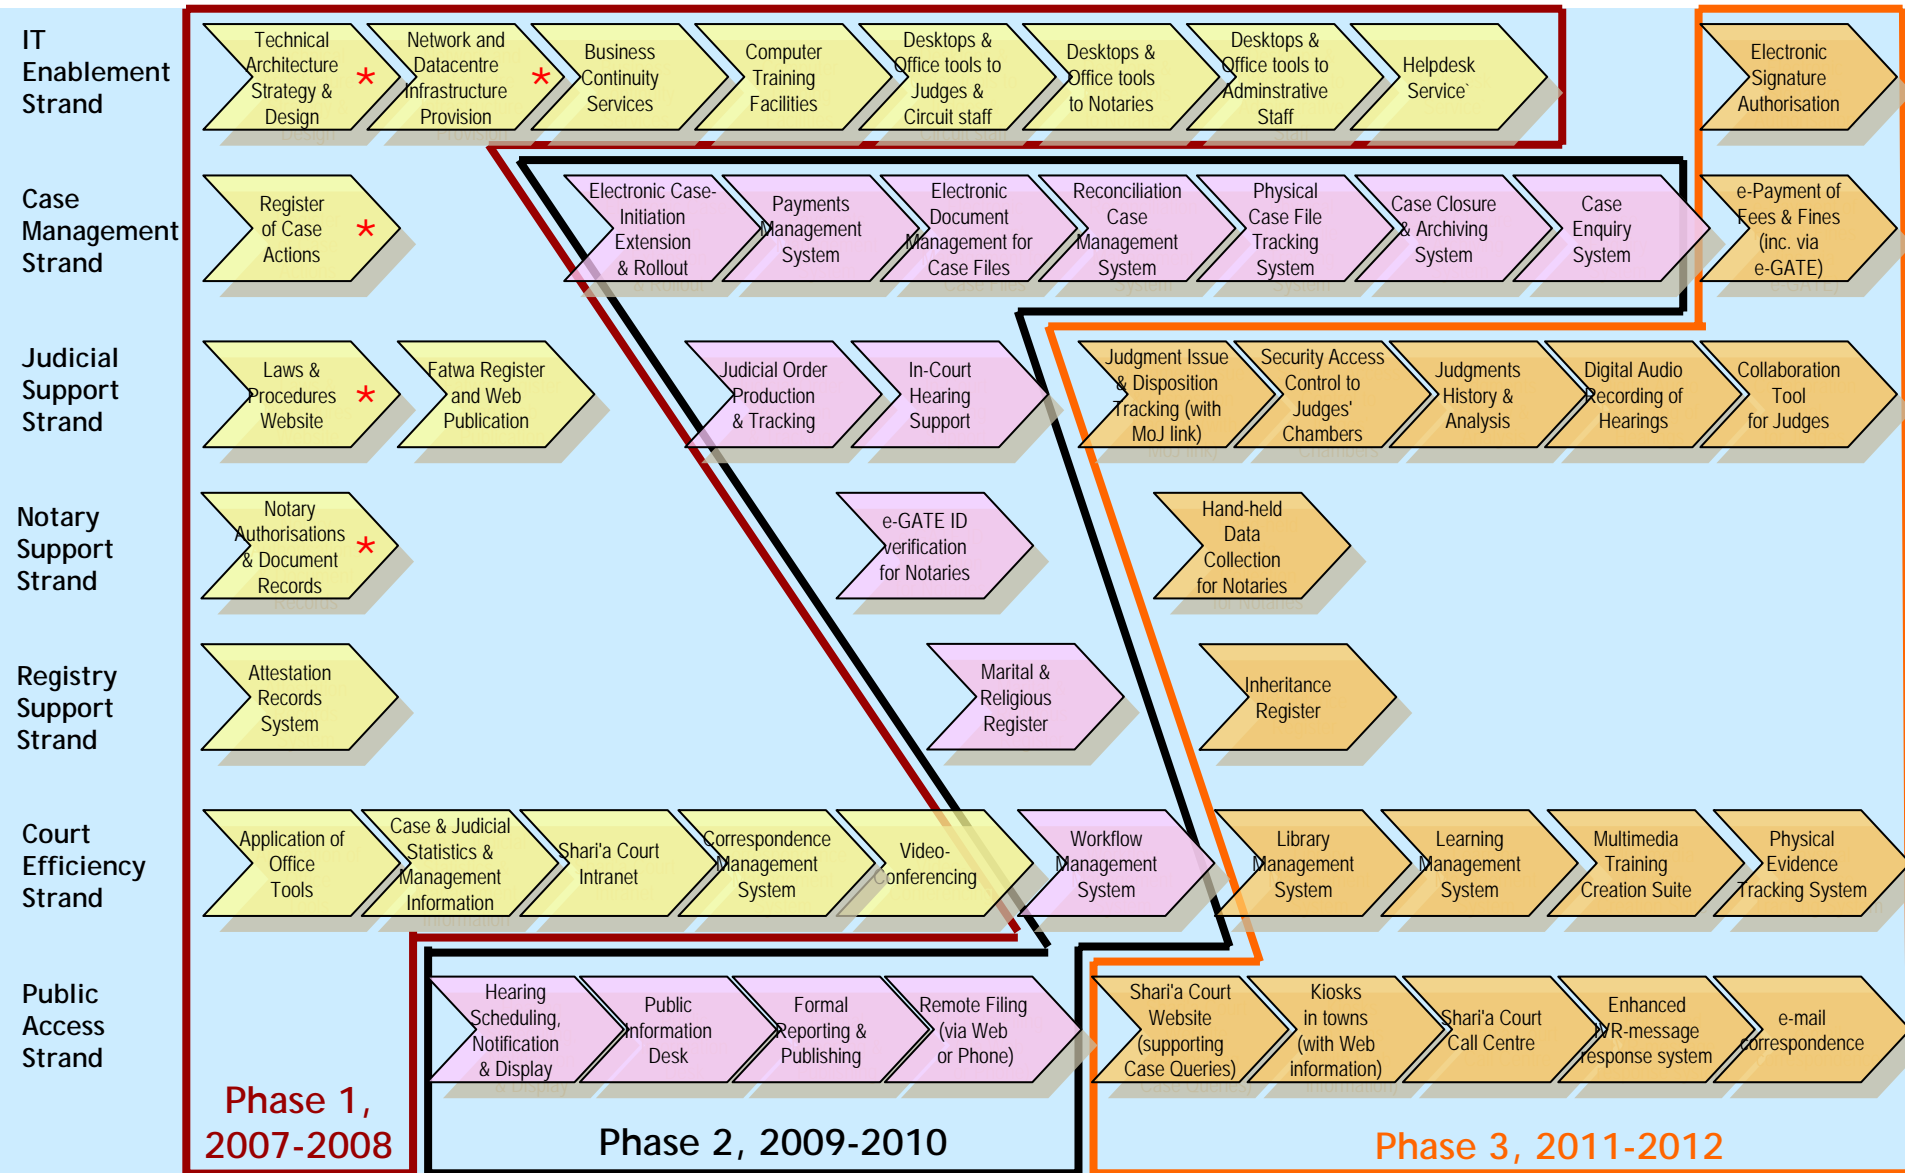 IT
Enablement
Strand
Technical
Architecture
Strategy &
Design
*
Network and
Datacentre
Infrastructure
Provision
*
Business
Continuity
Services
Computer
Training
Facilities
Desktops &
Office tools to
Judges &
Circuit staff
Desktops &
Office tools
to Notaries
Desktops &
Office tools to
Adminstrative
Staff
Helpdesk
Service`
Electronic
Signature
Authorisation
Case
Management
Strand
Register
of Case
Actions
*
Electronic Case-
Initiation
Extension
& Rollout
Payments
Management
System
Electronic
Document
Management for
Case Files
Reconciliation
Case
Management
System
Physical
Case File
Tracking
System
Case Closure
& Archiving
System
Case
Enquiry
System
e-Payment of
Fees & Fines
(inc. via
e-GATE)
Judicial
Support
Strand
Laws &
Procedures
Website
*
Fatwa Register
and Web
Publication
Judicial Order
Production
& Tracking
In-Court
Hearing
Support
Judgment Issue
& Disposition
Tracking (with
MoJ link)
Security Access
Control to
Judges'
Chambers
Judgments
History &
Analysis
Digital Audio
Recording of
Hearings
Collaboration
Tool
for Judges
Notary
Support
Strand
Notary
Authorisations
& Document
Records
*
e-GATE ID
verification
for Notaries
Hand-held
Data
Collection
for Notaries
Registry
Support
Strand
Attestation
Records
System
Marital &
Religious
Register
Inheritance
Register
Court
Efficiency
Strand
Application of
Office
Tools
Case & Judicial
Statistics &
Management
Information
Shari'a Court
Intranet
Correspondence
Management
System
Video-
Conferencing
Workflow
Management
System
Library
Management
System
Learning
Management
System
Multimedia
Training
Creation Suite
Physical
Evidence
Tracking System
Public
Access
Strand
Hearing
Scheduling,
Notification
& Display
Public
Information
Desk
Formal
Reporting &
Publishing
Remote Filing
(via Web
or Phone)
Shari'a Court
Website
(supporting
Case Queries)
Kiosks
in towns
(with Web
information)
Shari'a Court
Call Centre
Enhanced
IVR-message
response system
e-mail
correspondence
Phase 1,
2007-2008
Phase 2, 2009-2010
Phase 3, 2011-2012